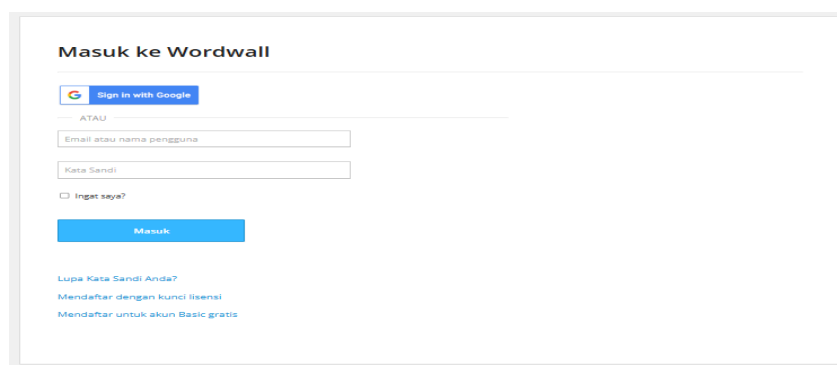 Masuk ke Wordwall
Sign in with Google
ATAU
Email atau nama pengguna
Kata Sandi
Ingat saya?
Masuk
Lupa Kata Sandi Anda?
Mendaftar dengan kunci lisensi
Mendaftar untuk akun Basic gratis